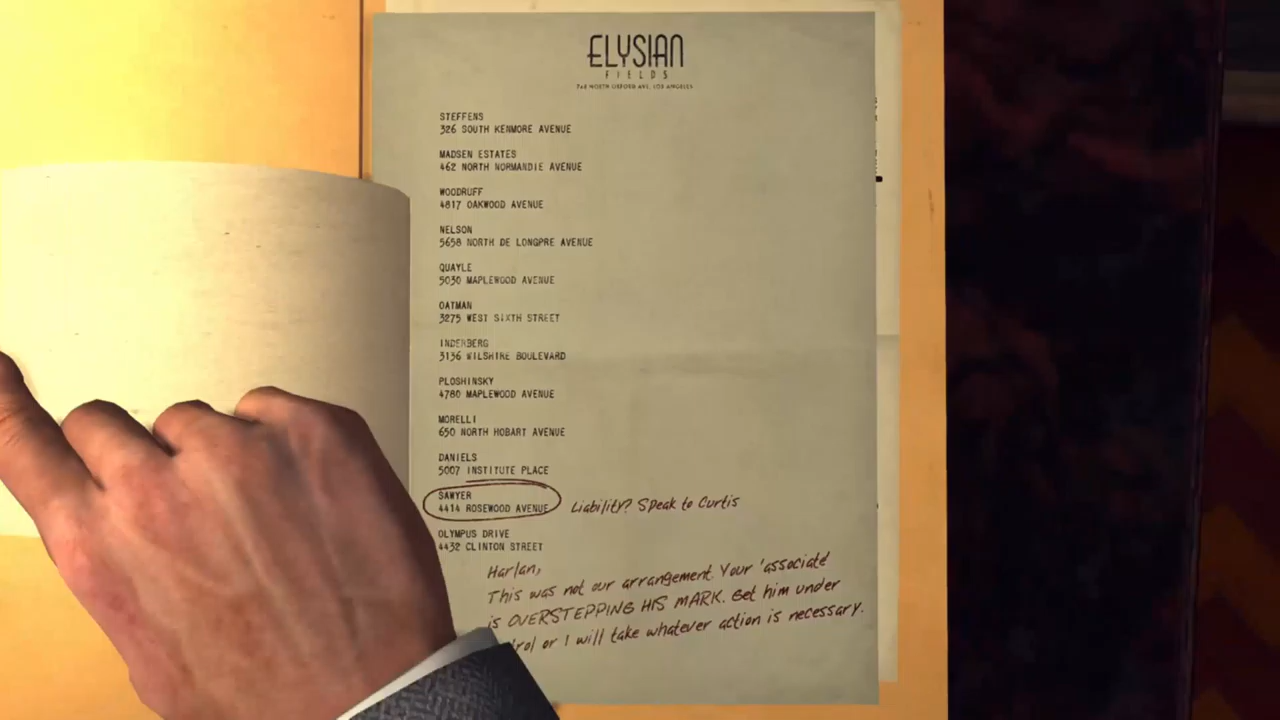 ELYSIAN
FIELDS
STEFFENS
326 SOUTH KENMORE AVENUE
MADSEN ESTATES
462 NORTH NORMANDIE AVENUE
WOODRUFF
4817 OAKWOOD AVENUE
NELSON
5658 NORTH DE LONGPRE AVENUE
QUAYLE
5030 MAPLEWOOD AVENUE
OATMAN
3275 WEST SIXTH STREET
INDERBERG
3136 WILSHIRE BOULEVARD
PLOSHINSKY
4780 MAPLEWOOD AVENUE
MORELLI
650 NORTH HOBART AVENUE
DANIELS
5007 INSTITUTE PLACE
SAWYER
4414 ROSEWOOD AVENUE Liability? Speak to Curtis
OLYMPUS DRIVE
4432 CLINTON STREET
Harlan,
This was not our arrangement. Your 'associate
is OVERSTEPPING HIS MARK. Get him under
or I will take whatever action is necessary.